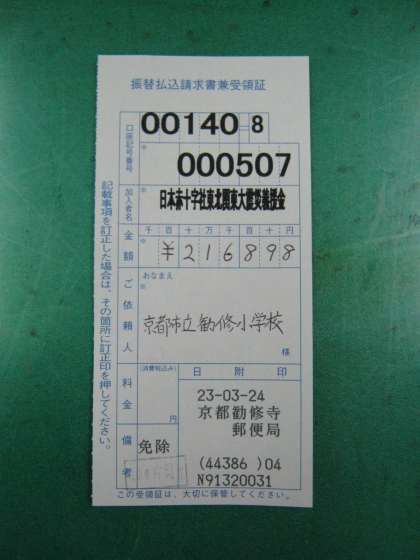 振替払込請求書兼受領証
口座記号番号
00140-8
000507
加入者名
日本赤十字社東北関東大震災義援金
金額
千百十万千百十円
¥216898
ご依頼人
おなまえ
京都市立勧修小学校
様
料金
(消費税込み)
円
日附印
23-03-24
京都勧修寺
郵便局
(44386 )04
N91320031
備考
免除
この受領証は、大切に保管してください。
記載事項を訂正した場合は、その箇所に訂正印を押してください。